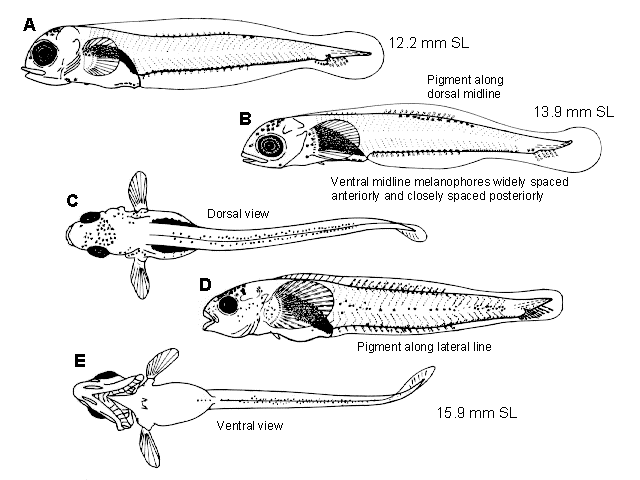 A
12.2 mm SL
Pigment along
dorsal midline
B
13.9 mm SL
Ventral midline melanophores widely spaced
anteriorly and closely spaced posteriorly
C
Dorsal view
D
Pigment along lateral line
E
Ventral view
15.9 mm SL